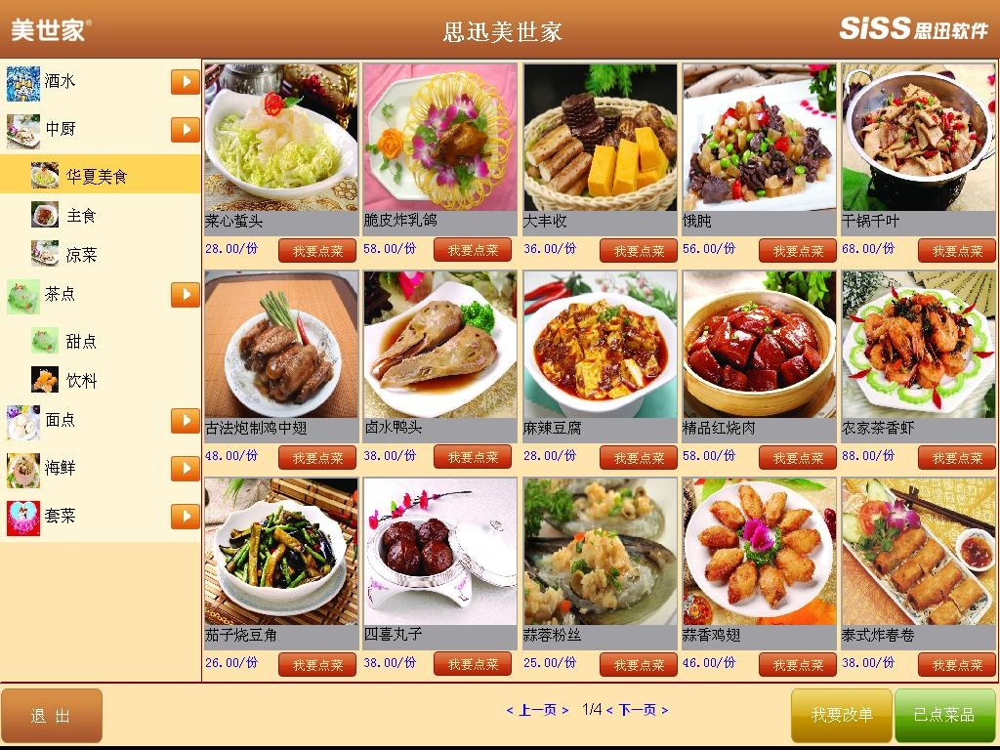 美世家®
思迅美世家
SiSS思迅软件
酒水
中厨
华夏美食
主食
凉菜
茶点
甜点
饮料
面点
海鲜
套菜
菜心蜇头
脆皮炸乳鸽
大丰收
饿肫
干锅千叶
28.00/份 我要点菜
58.00/份 我要点菜
36.00/份 我要点菜
56.00/份 我要点菜
68.00/份 我要点菜
古法炮制鸡中翅
卤水鸭头
麻辣豆腐
精品红烧肉
农家茶香虾
48.00/份 我要点菜
38.00/份 我要点菜
28.00/份 我要点菜
58.00/份 我要点菜
88.00/份 我要点菜
茄子烧豆角
四喜丸子
蒜蓉粉丝
蒜香鸡翅
泰式炸春卷
26.00/份 我要点菜
38.00/份 我要点菜
25.00/份 我要点菜
46.00/份 我要点菜
38.00/份 我要点菜
退 出
< 上一页 > 1/4 < 下一页 >
我要改单
已点菜品